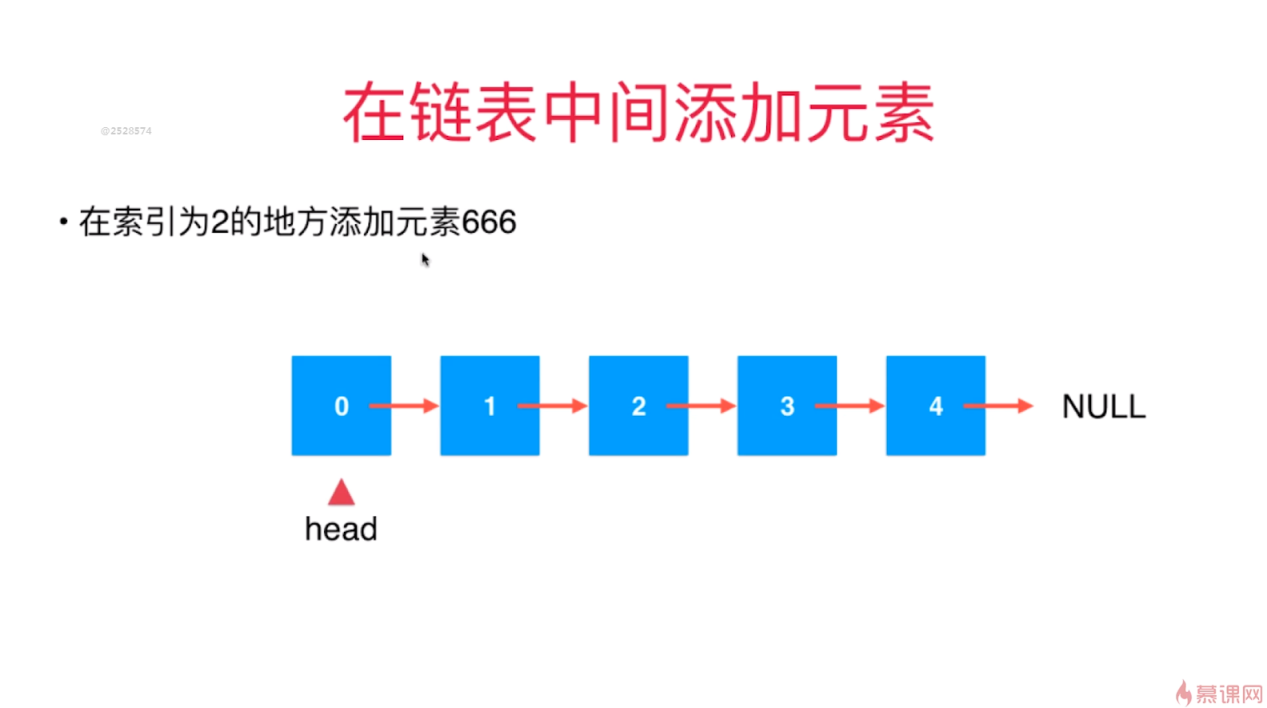 在链表中间添加元素
@2528574
• 在索引为2的地方添加元素666
0 1 2 3 4 NULL
head
慕课网